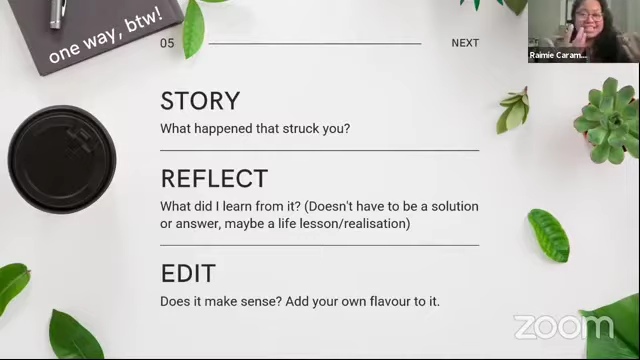 one way, btw!
05
NEXT
Raimie Caram...
STORY
What happened that struck you?
REFLECT
What did I learn from it? (Doesn't have to be a solution
or answer, maybe a life lesson/realisation)
EDIT
Does it make sense? Add your own flavour to it.
zoom